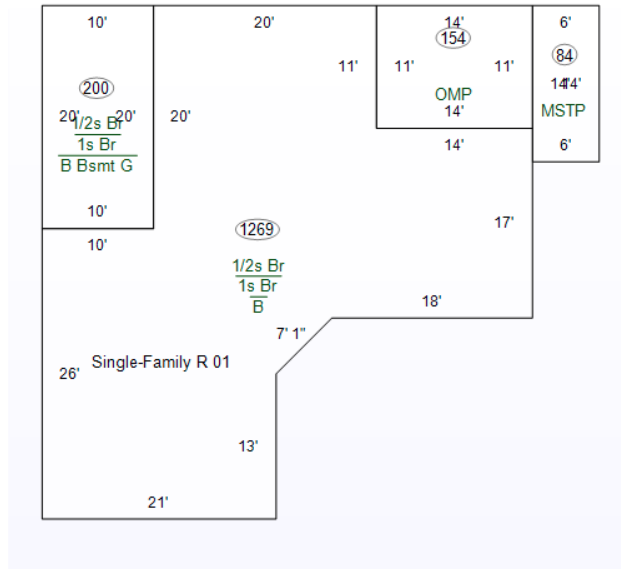 10' 20' 14' 6'
154
84
11' 11' 11'
200
14' 14'
OMP
20' 20' 20' 14' MSTP
1/2s Br
1s Br
B Bsmt G
14' 6'
10'
17'
1269
10'
1/2s Br
1s Br
B
18'
7' 1"
Single-Family R 01
26'
13'
21'